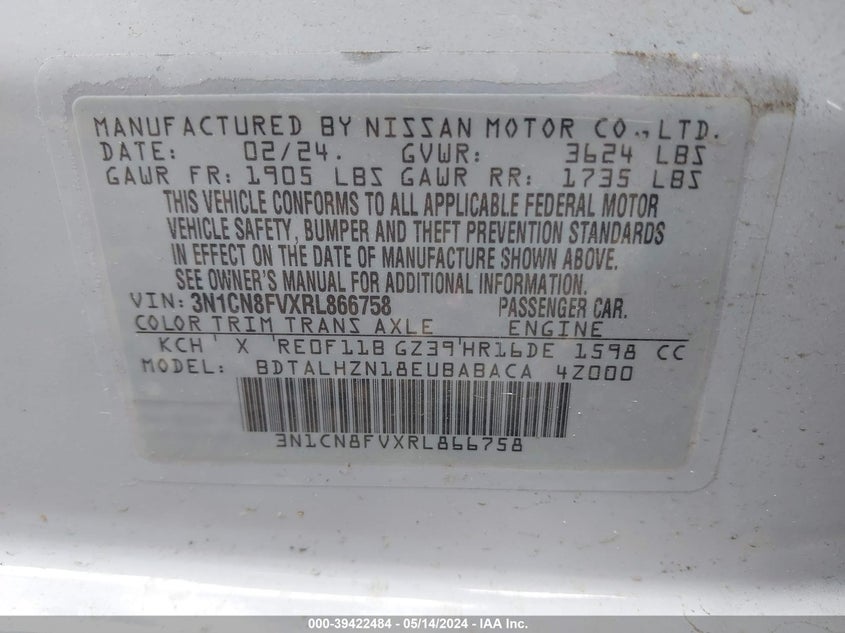 MANUFACTURED BY NISSAN MOTOR CO., LTD.
DATE: 02/24. GVWR: 3624 LBS
GAWR FR: 1905 LBS GAWR RR: 1735 LBS
THIS VEHICLE CONFORMS TO ALL APPLICABLE FEDERAL MOTOR
VEHICLE SAFETY, BUMPER AND THEFT PREVENTION STANDARDS
IN EFFECT ON THE DATE OF MANUFACTURE SHOWN ABOVE.
SEE OWNER'S MANUAL FOR ADDITIONAL INFORMATION.
VIN: 3N1CN8FVXRL866758 PASSENGER CAR.
COLOR TRIM TRANS AXLE ENGINE
KCH X RE0F11B GZ39 HR16DE 1598 CC
MODEL: BDTALHZN18EUBABACA 4Z000
3N1CN8FVXRL866758
000-39422484 - 05/14/2024 - IAA Inc.